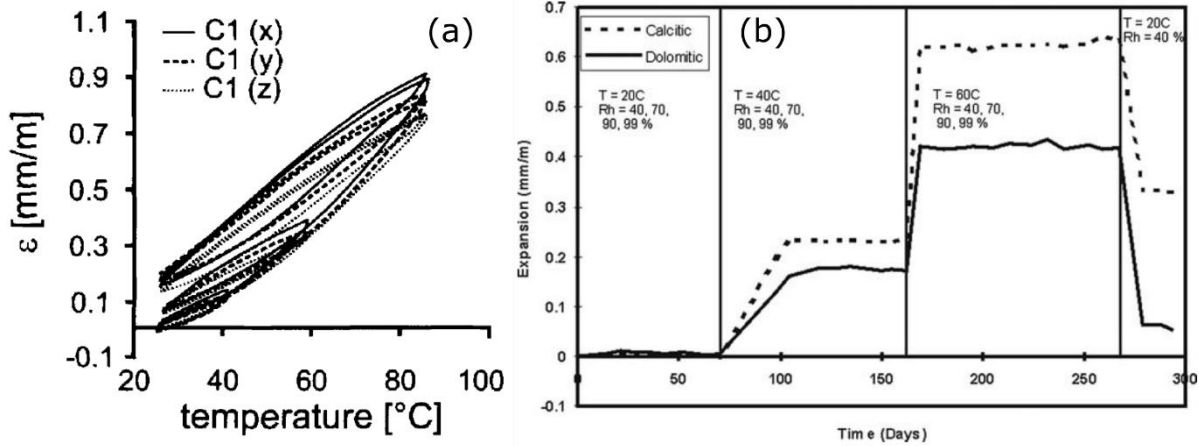 (a)
C1 (x)
C1 (y)
C1 (z)
ε [mm/m]
1.1
0.9
0.7
0.5
0.3
0.1
-0.1
20
40
60
80
100
temperature [°C]
(b)
Calcitic
Dolomitic
T = 20C
Rh = 40, 70,
90, 99 %
T = 40C
Rh = 40, 70,
90, 99 %
T = 60C
Rh = 40, 70,
90, 99 %
T = 20C
Rh = 40 %
Expansion (mm/m)
0.7
0.6
0.5
0.4
0.3
0.2
0.1
0
-0.1
0
50
100
150
200
250
300
Time (Days)